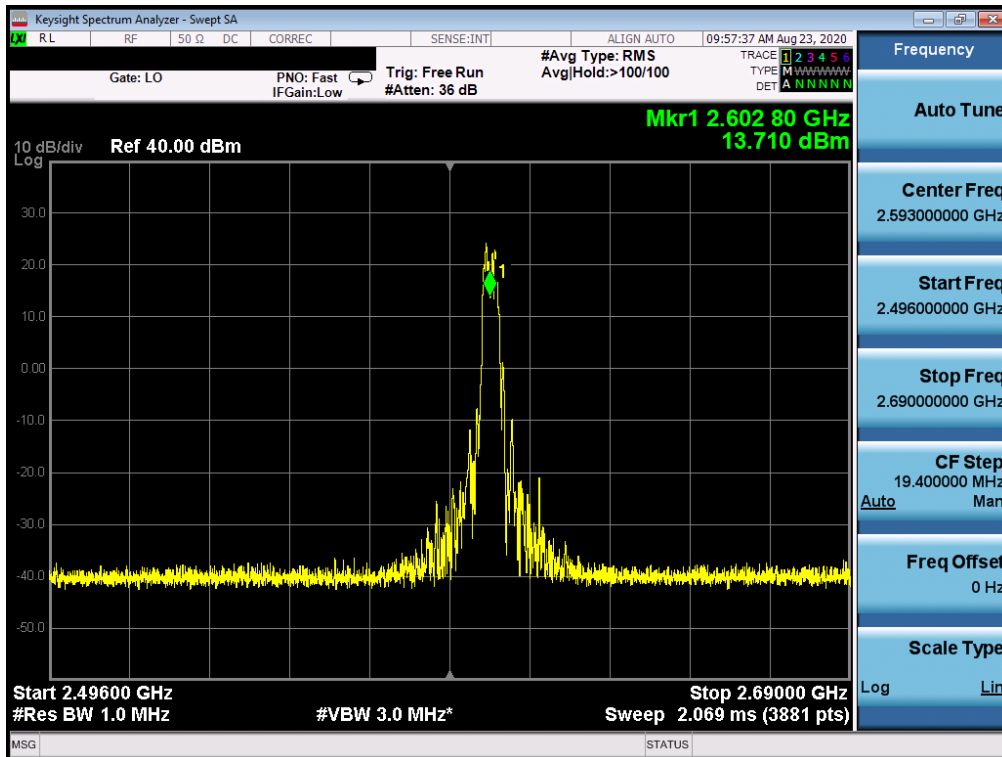 Keysight Spectrum Analyzer - Swept SA
LXI RL RF 50 Ω DC CORREC SENSE:INT ALIGN AUTO 09:57:37 AM Aug 23, 2020
Gate: LO
PNO: Fast
IFGain:Low
Trig: Free Run
#Atten: 36 dB
#Avg Type: RMS
Avg|Hold:>100/100
TRACE 1 2 3 4 5 6
TYPE M WWWWW
DET A N N N N N
Mkr1 2.602 80 GHz
13.710 dBm
10 dB/div
Log
Ref 40.00 dBm
30.0
20.0
10.0
0.00
-10.0
-20.0
-30.0
-40.0
-50.0
1
Start 2.49600 GHz
Stop 2.69000 GHz
#Res BW 1.0 MHz
#VBW 3.0 MHz*
Sweep 2.069 ms (3881 pts)
MSG
STATUS
Frequency
Auto Tune
Center Freq
2.593000000 GHz
Start Freq
2.496000000 GHz
Stop Freq
2.690000000 GHz
CF Step
19.400000 MHz
Auto Man
Freq Offset
0 Hz
Scale Type
Log Lin